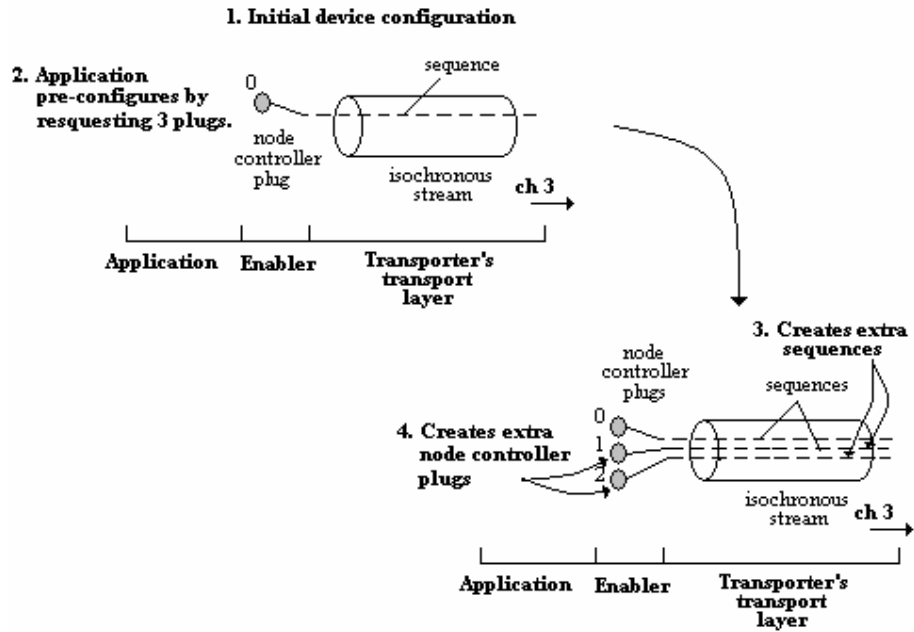 1. Initial device configuration
2. Application
pre-configures by
resquesting 3 plugs.
0
sequence
node
controller
plug
isochronous
stream
ch 3
Application
Enabler
Transporter's
transport
layer
3. Creates extra
sequences
node
controller
plugs
sequences
0
1
2
4. Creates extra
node controller
plugs
isochronous
stream
ch 3
Application
Enabler
Transporter's
transport
layer